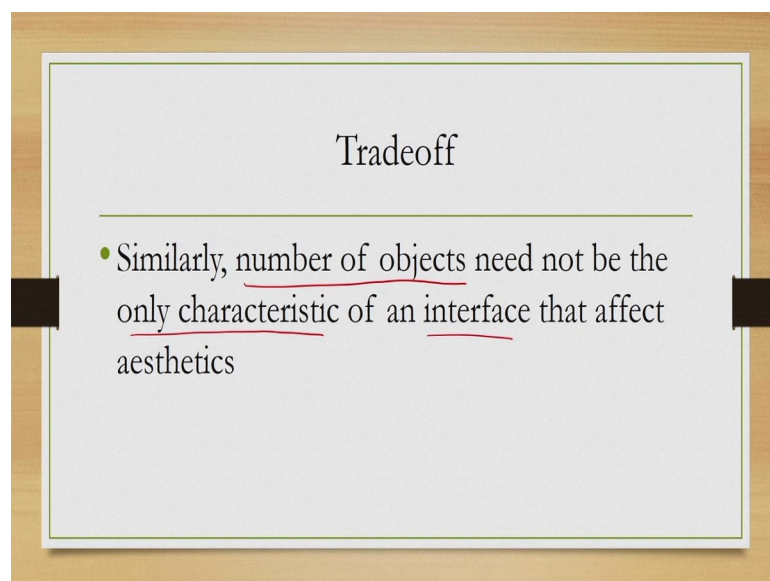 Tradeoff
• Similarly, number of objects need not be the
only characteristic of an interface that affect
aesthetics